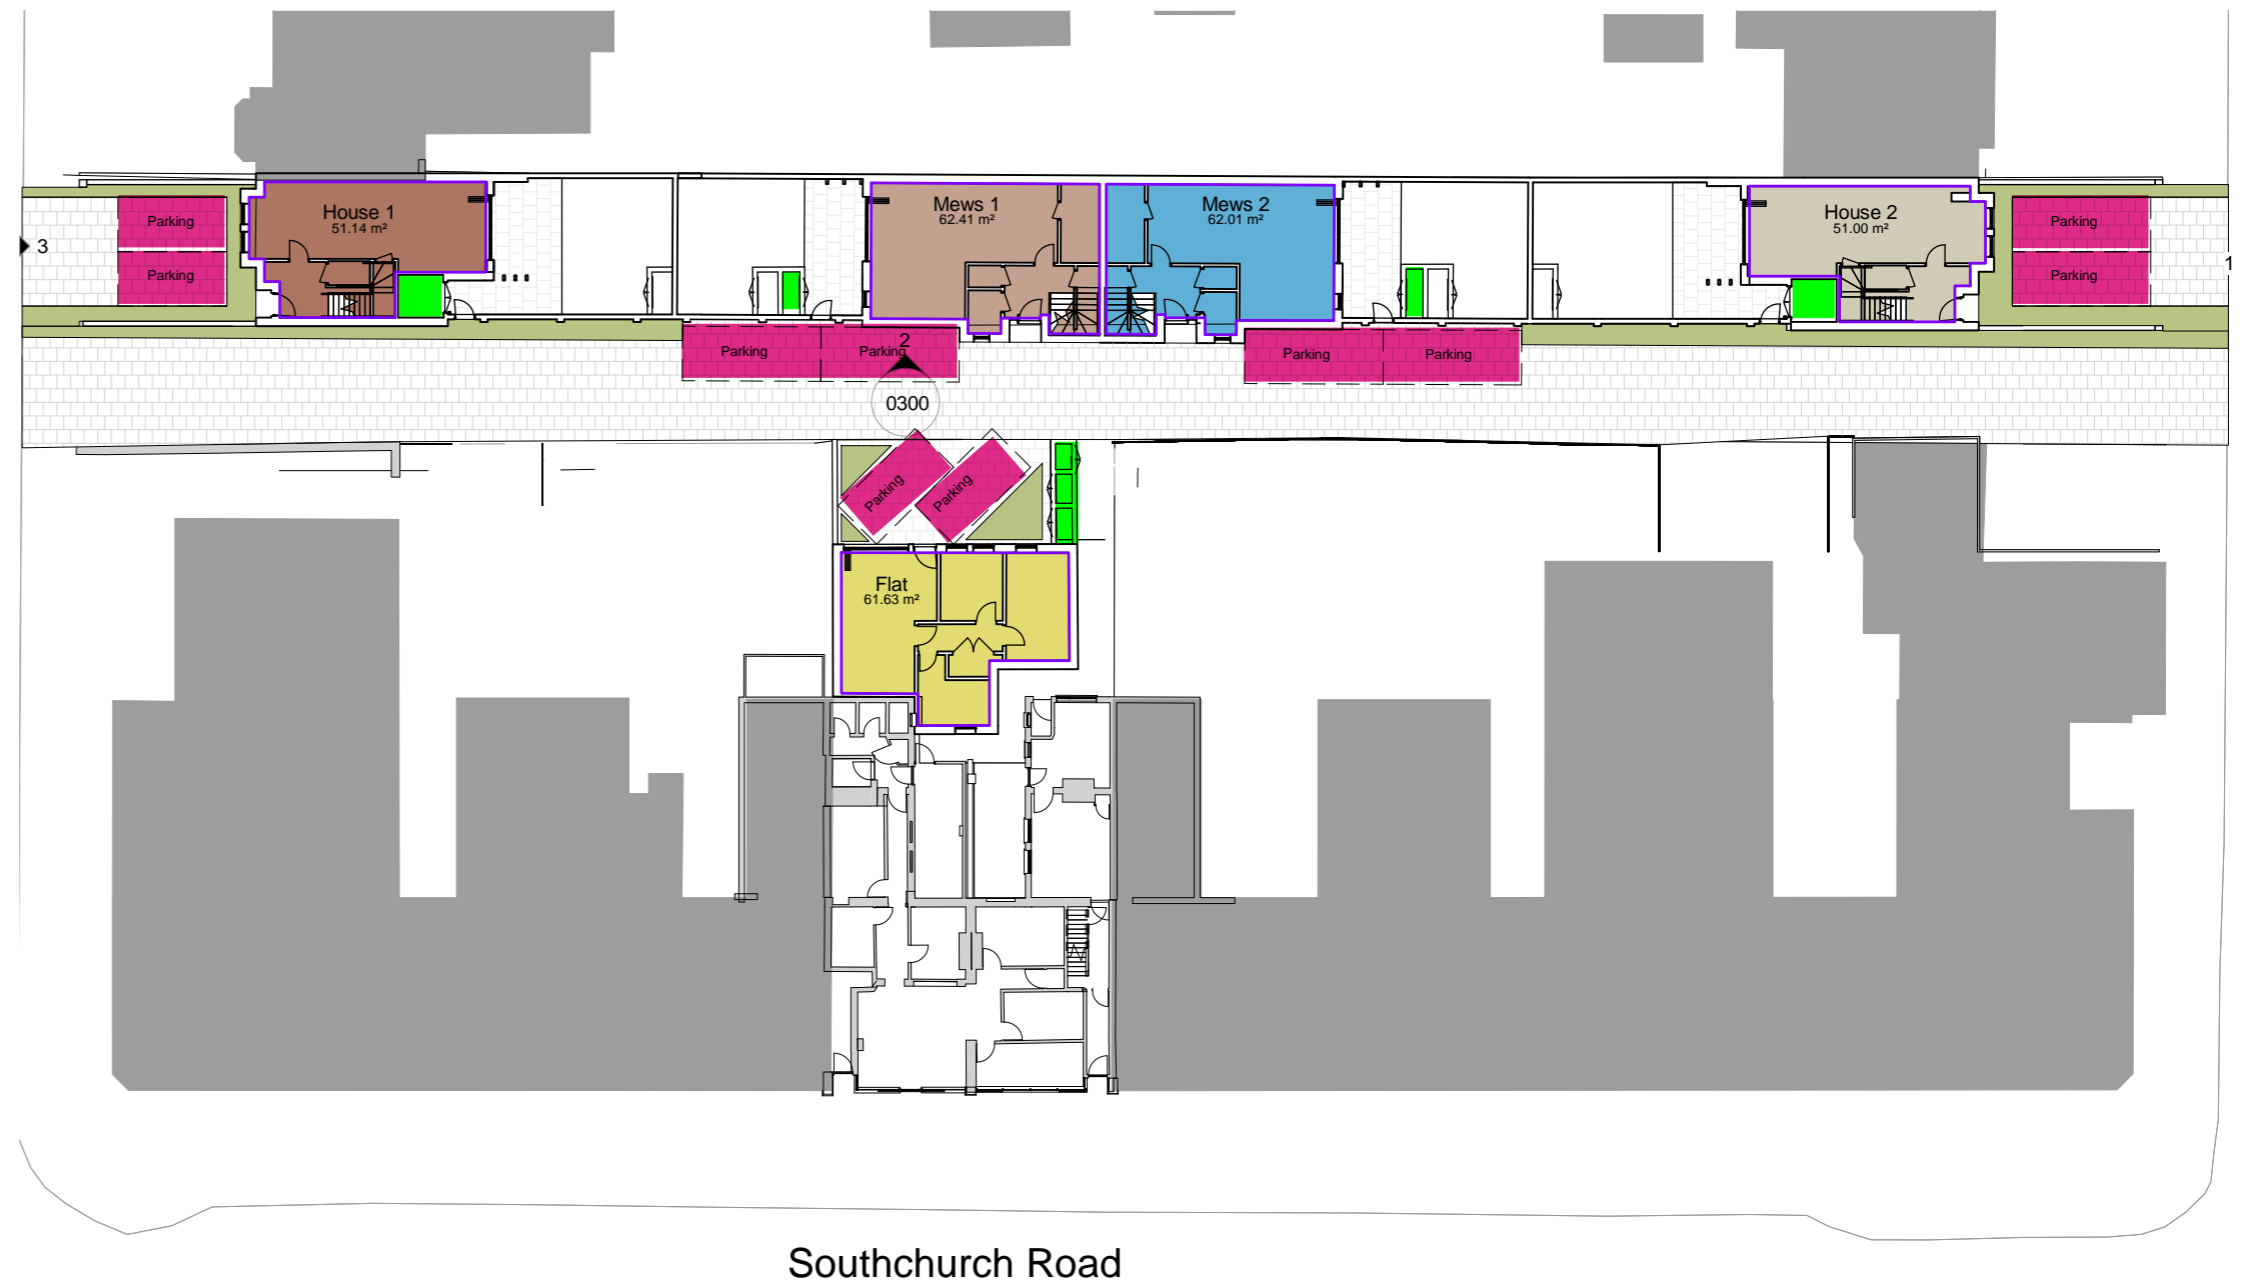 House 1
51.14 m²
Mews 1
62.41 m²
Mews 2
62.01 m²
House 2
51.00 m²
Parking
Parking
Parking
Parking
3
1
2
Parking
Parking
Parking
Parking
0300
Parking
Parking
Flat
61.63 m²
Southchurch Road